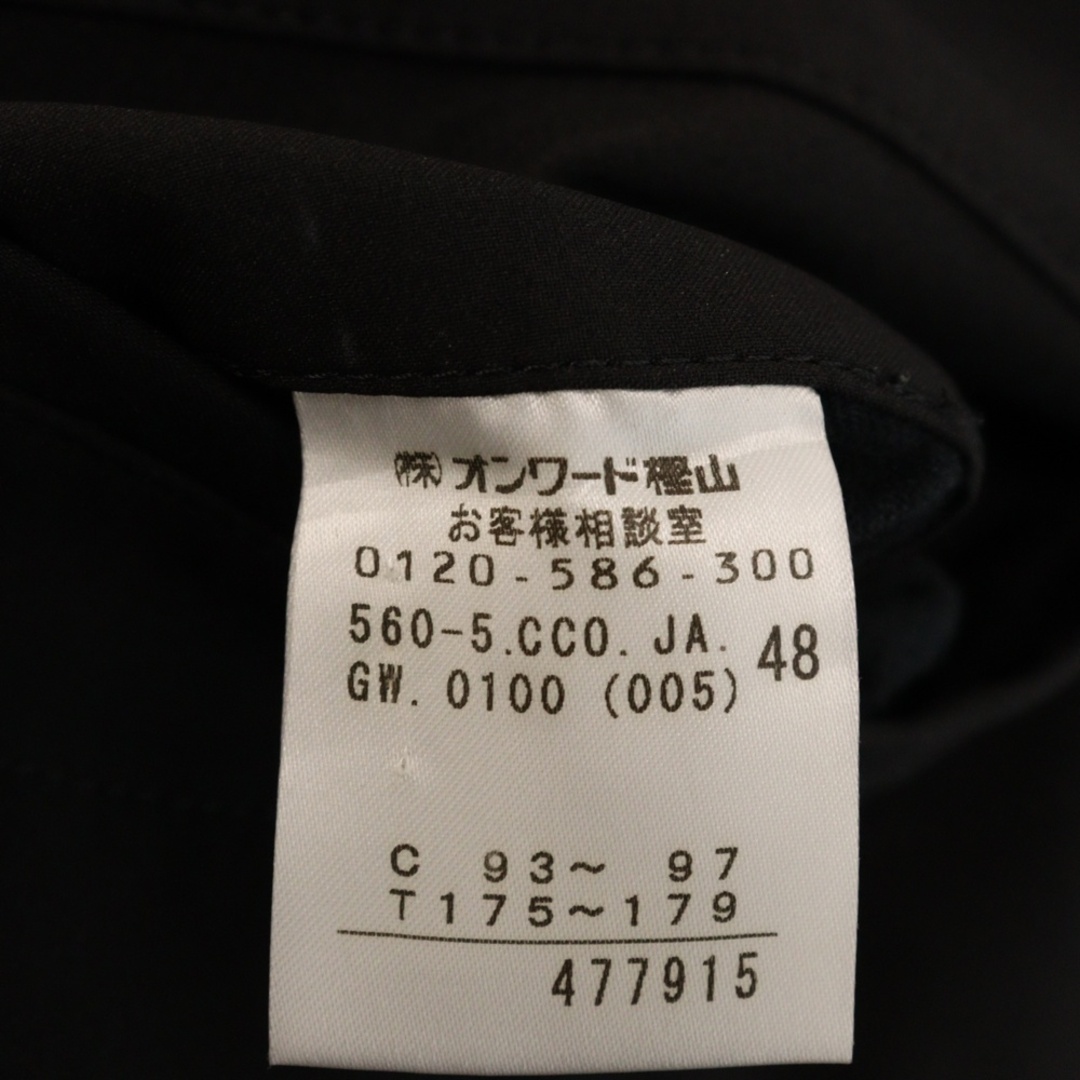 ㈱オンワード樫山
お客様相談室
0120-586-300
560-5.CCO. JA. 48
GW. 0100 (005)
C 93～ 97
T 175～179
477915